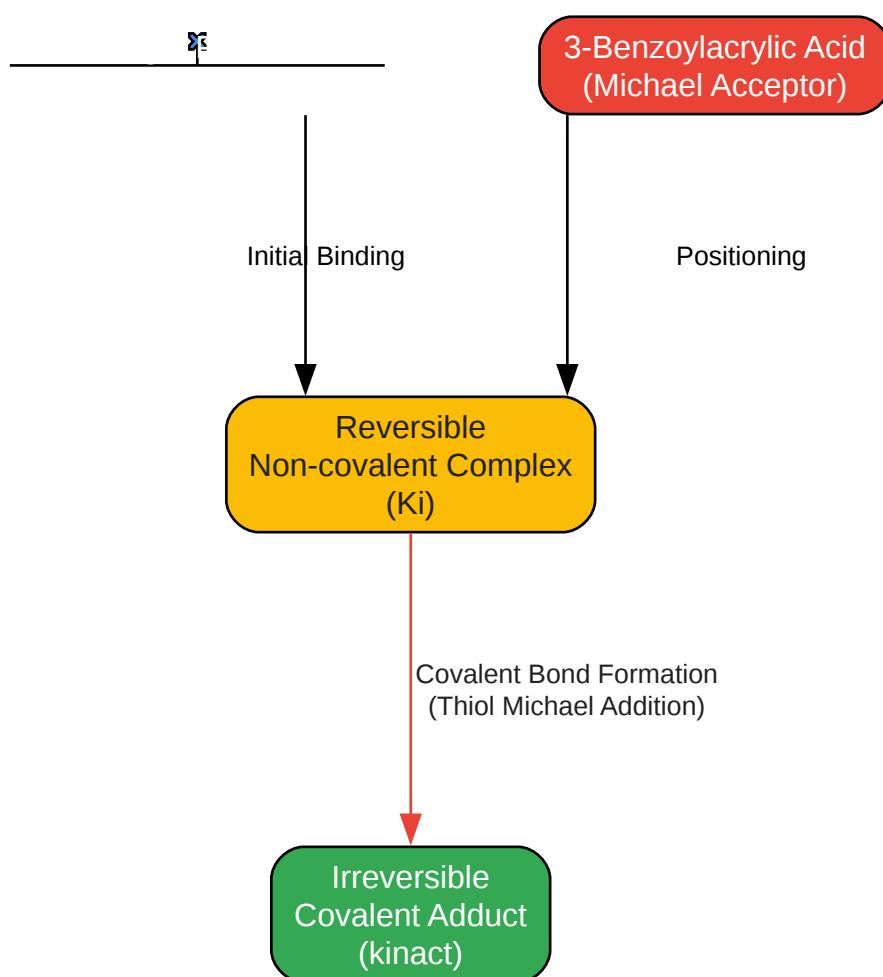 3-Benzoylacrylic Acid
(Michael Acceptor)
Initial Binding
Positioning
Reversible
Non-covalent Complex
(Ki)
Covalent Bond Formation
(Thiol Michael Addition)
Irreversible
Covalent Adduct
(kinact)